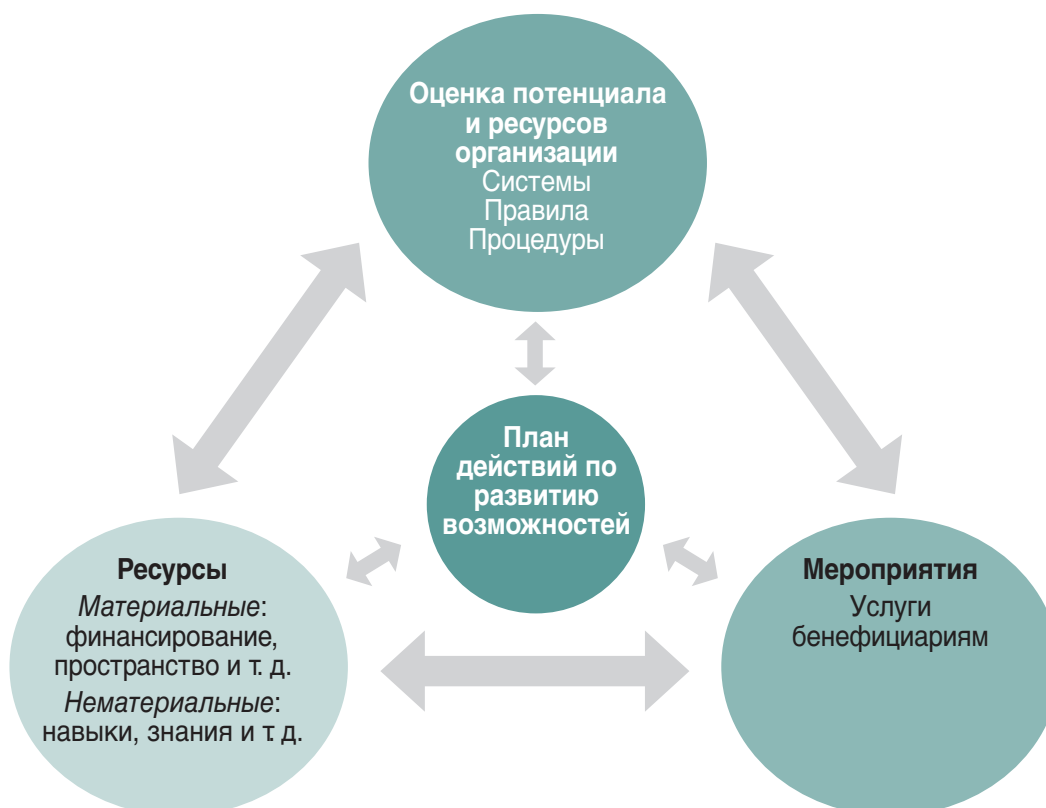 Оценка потенциала
и ресурсов
организации
Системы
Правила
Процедуры
План
действий по
развитию
возможностей
Ресурсы
Материальные:
финансирование,
пространство и т. д.
Нематериальные:
навыки, знания и т. д.
Мероприятия
Услуги
бенефициариям